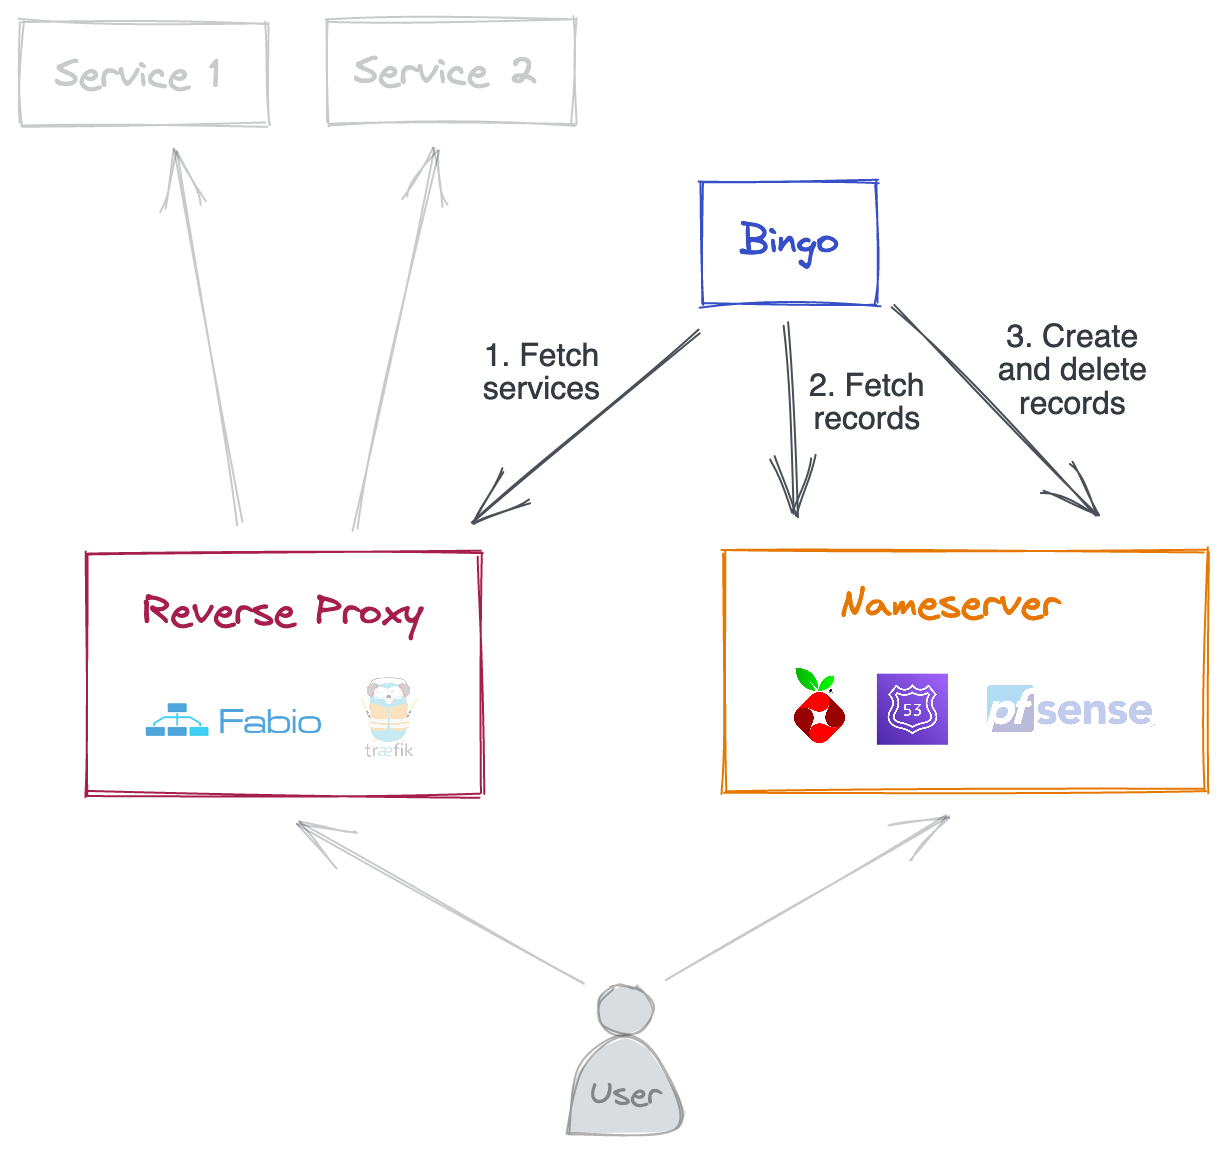 Service 1
Service 2
Bingo
1. Fetch
services
2. Fetch
records
3. Create
and delete
records
Reverse Proxy
Fabio
træfik
Nameserver
53
pfsense
User